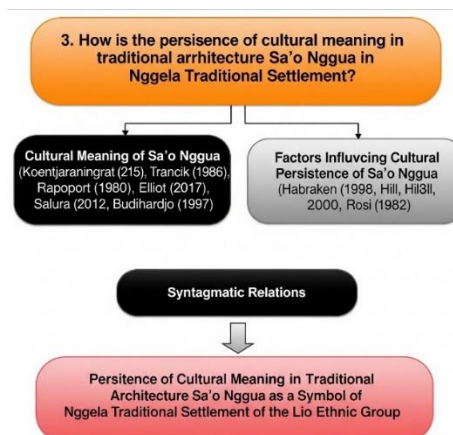 3. How is the persisence of cultural meaning in
traditional arrhitecture Sa'o Nggua in
Nggela Traditional Settlement?
Cultural Meaning of Sa'o Nggua
(Koentjaraningrat (215), Trancik (1986),
Rapoport (1980), Elliot (2017),
Salura (2012, Budihardjo (1997)
Factors Influvcing Cultural
Persistence of Sa'o Nggua
(Habraken (1998, Hill, Hil3ll,
2000, Rosi (1982)
Syntagmatic Relations
Persitence of Cultural Meaning in Traditional
Architecture Sa'o Nggua as a Symbol of
Nggela Traditional Settlement of the Lio Ethnic Group